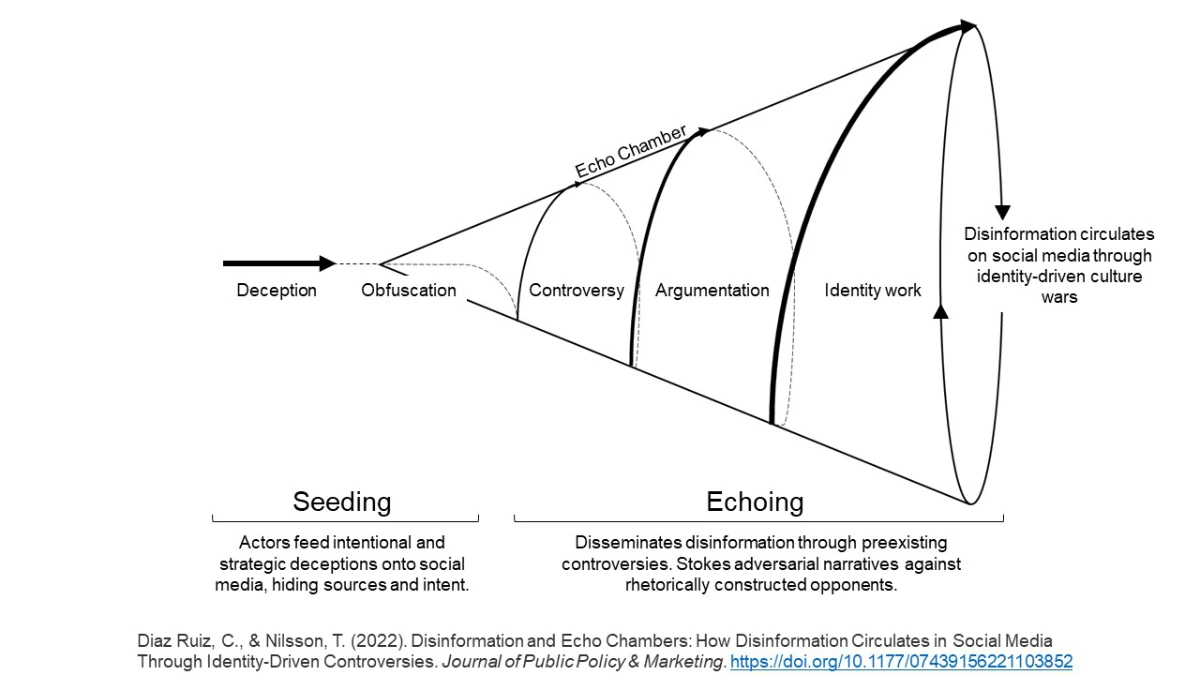 Echo Chamber
Deception
Obfuscation
Controversy
Argumentation
Identity work
Disinformation circulates
on social media through
identity-driven culture
wars
Seeding
Actors feed intentional and
strategic deceptions onto social
media, hiding sources and intent.
Echoing
Disseminates disinformation through preexisting
controversies. Stokes adversarial narratives against
rhetorically constructed opponents.
Diaz Ruiz, C., & Nilsson, T. (2022). Disinformation and Echo Chambers: How Disinformation Circulates in Social Media
Through Identity-Driven Controversies. Journal of Public Policy & Marketing. https://doi.org/10.1177/07439156221103852